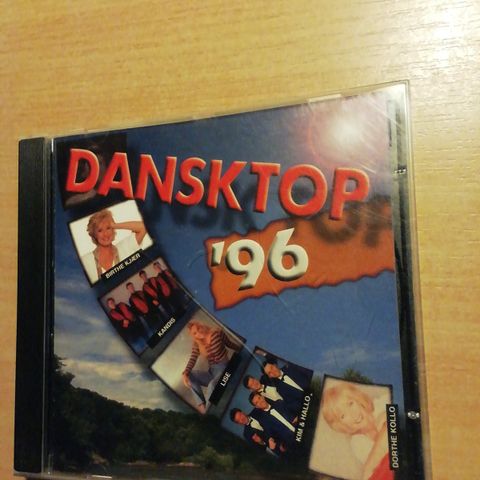 DANSKTOP
'96
BIRTHE KJÆR
KANDIS
LISE
KIM & HALLO
DORTHE KOLLO